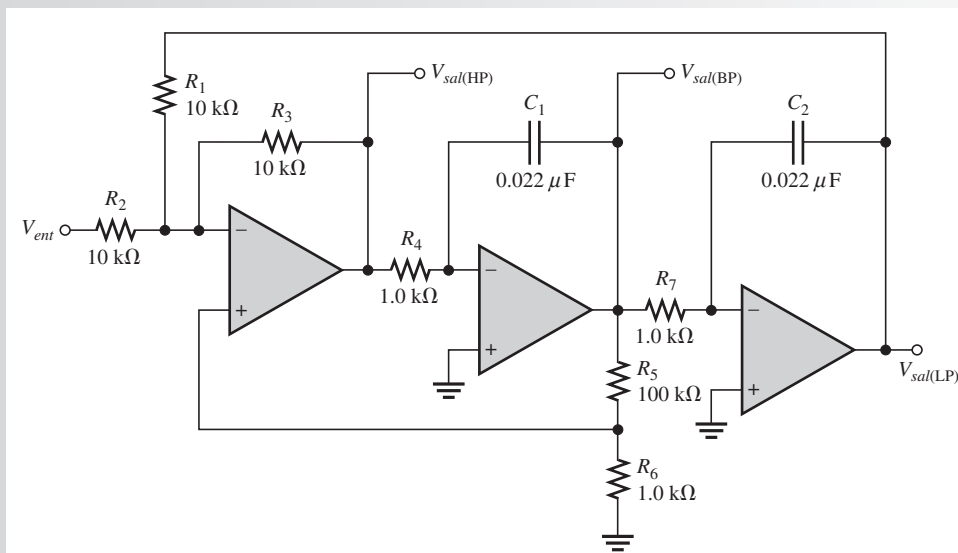 R1
10 kΩ
Vsal(HP)
Vsal(BP)
R3
10 kΩ
C1
0.022 μF
C2
0.022 μF
Vent
R2
10 kΩ
−
+
R4
1.0 kΩ
−
+
R7
1.0 kΩ
−
+
R5
100 kΩ
Vsal(LP)
R6
1.0 kΩ